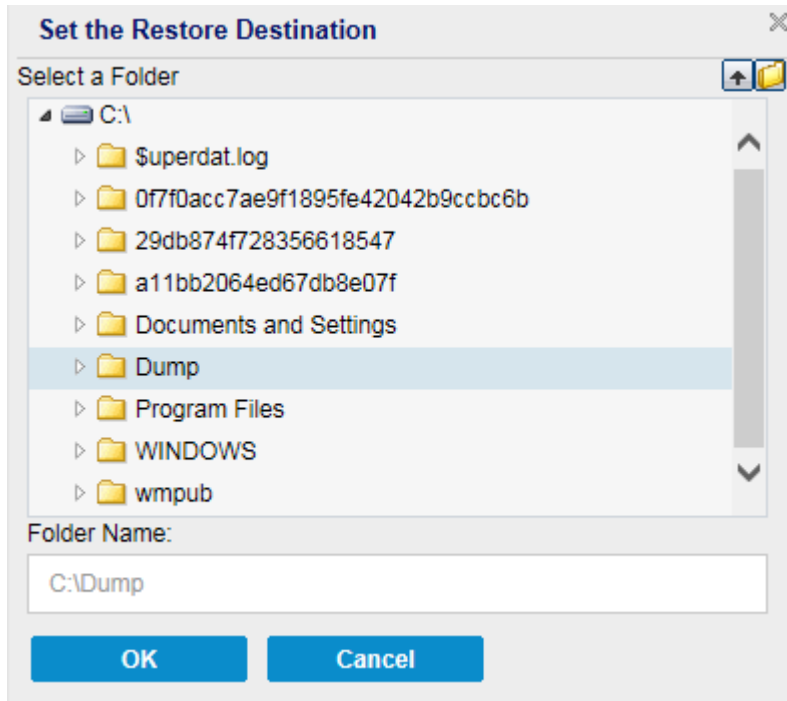 Set the Restore Destination
Select a Folder
C:\
$uperdat.log
0f7f0acc7ae9f1895fe42042b9ccbc6b
29db874f728356618547
a11bb2064ed67db8e07f
Documents and Settings
Dump
Program Files
WINDOWS
wmpub
Folder Name:
C:\Dump
OK Cancel